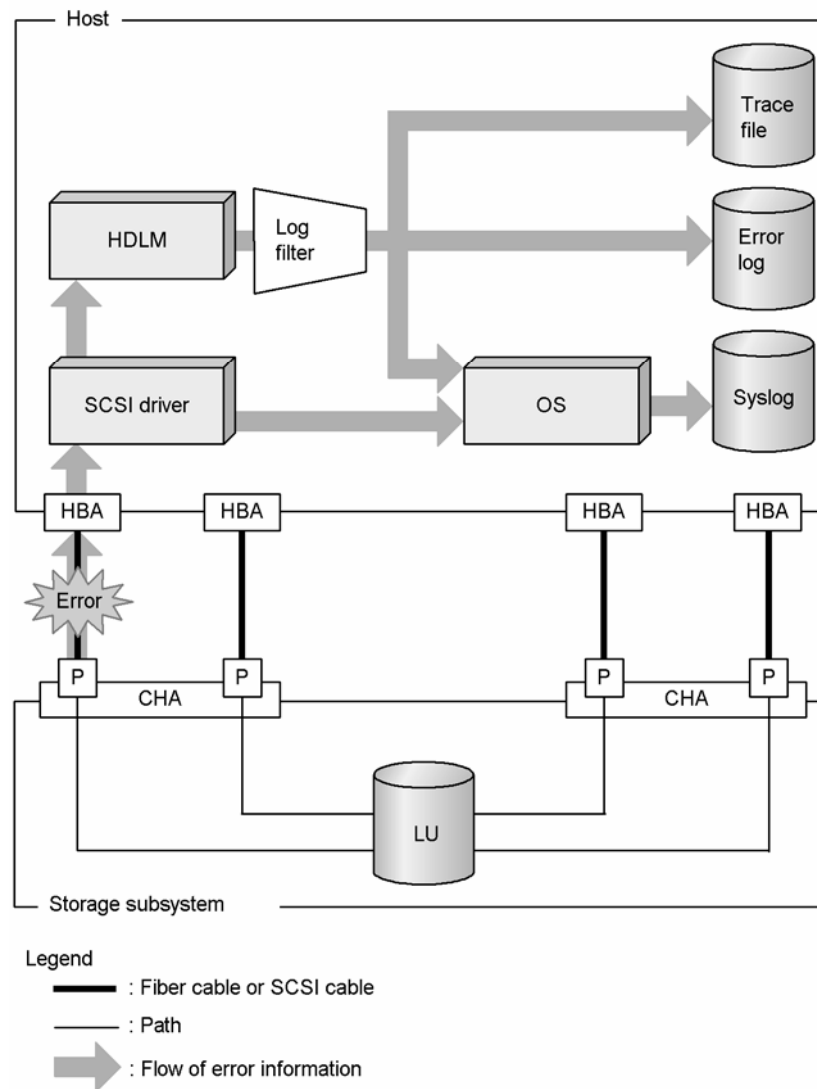 Host
Trace
file
HDLM
Log
filter
Error
log
SCSI driver
OS
Syslog
HBA
HBA
HBA
HBA
Error
P
P
P
P
CHA
CHA
LU
Storage subsystem
Legend
: Fiber cable or SCSI cable
: Path
: Flow of error information